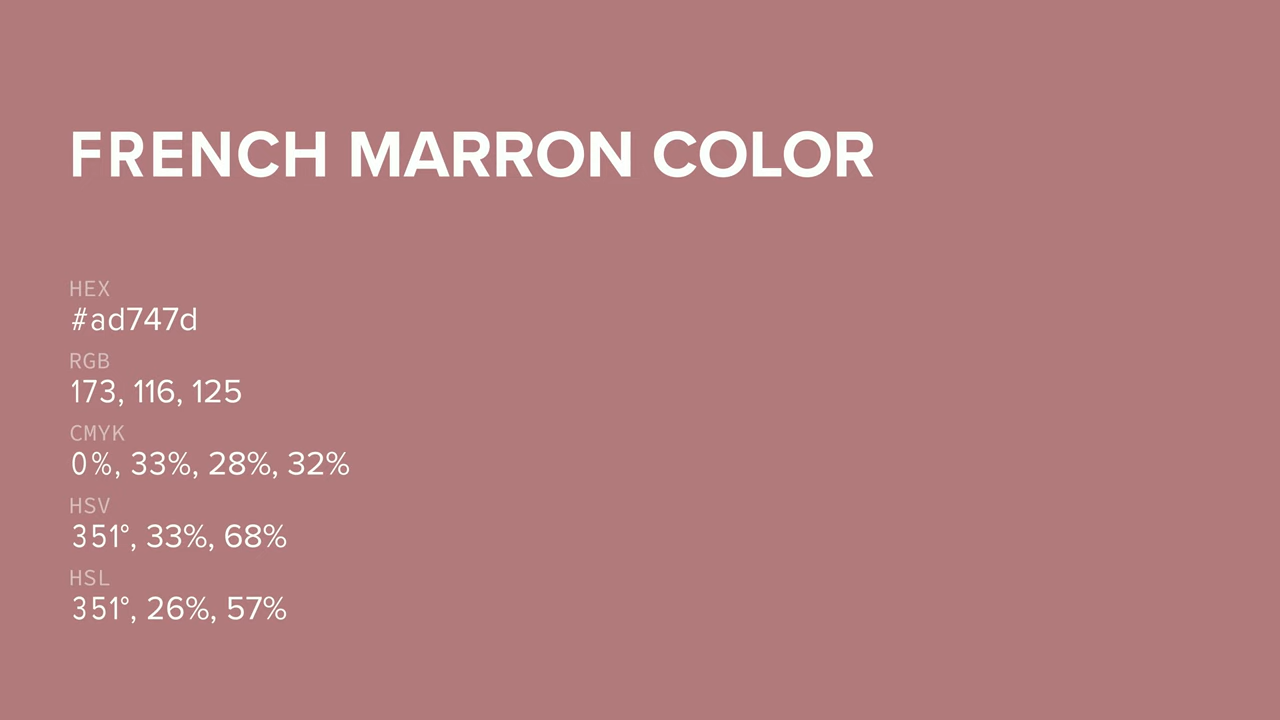 FRENCH MARRON COLOR
HEX
#ad747d
RGB
173, 116, 125
CMYK
0%, 33%, 28%, 32%
HSV
351°, 33%, 68%
HSL
351°, 26%, 57%